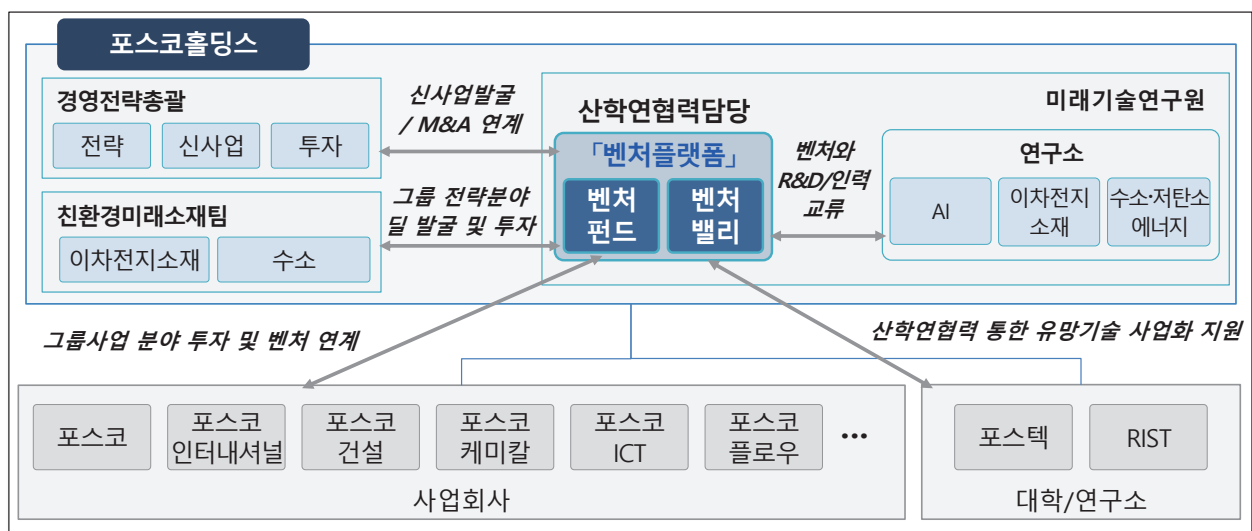 포스코홀딩스
경영전략총괄
전략
신사업
투자
신사업발굴
/ M&A 연계
친환경미래소재팀
이차전지소재
수소
그룹 전략분야
딜 발굴 및 투자
미래기술연구원
산학연협력담당
「벤처플랫폼」
벤처
펀드
벤처
밸리
벤처와
R&D/인력
교류
연구소
AI
이차전지
소재
수소•저탄소
에너지
그룹사업 분야 투자 및 벤처 연계
산학연협력 통한 유망기술 사업화 지원
포스코
포스코
인터내셔널
포스코
건설
포스코
케미칼
포스코
ICT
포스코
플로우
•••
사업회사
포스텍
RIST
대학/연구소